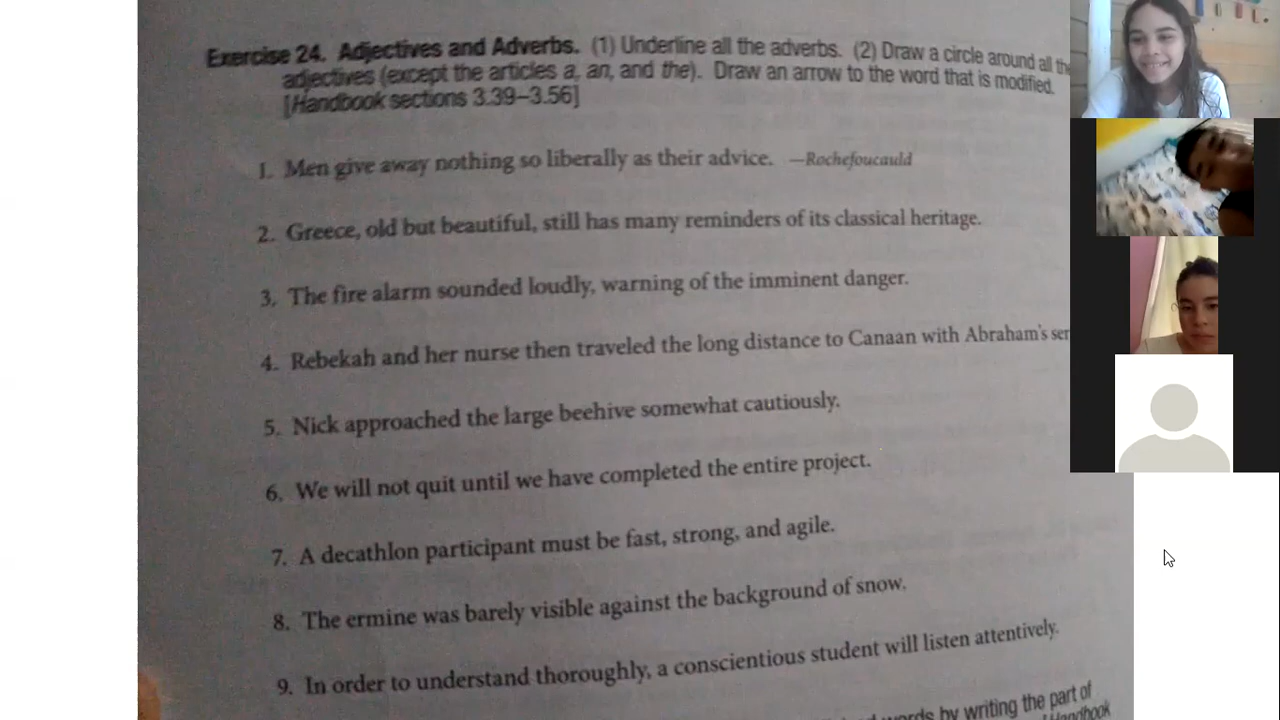 Exercise 24. Adjectives and Adverbs. (1) Underline all the adverbs. (2) Draw a circle around all the
adjectives (except the articles a, an, and the). Draw an arrow to the word that is modified.
[Handbook sections 3.39–3.56]
1. Men give away nothing so liberally as their advice. —Rochefoucauld
2. Greece, old but beautiful, still has many reminders of its classical heritage.
3. The fire alarm sounded loudly, warning of the imminent danger.
4. Rebekah and her nurse then traveled the long distance to Canaan with Abraham's ser
5. Nick approached the large beehive somewhat cautiously.
6. We will not quit until we have completed the entire project.
7. A decathlon participant must be fast, strong, and agile.
8. The ermine was barely visible against the background of snow.
9. In order to understand thoroughly, a conscientious student will listen attentively.
words by writing the part of
Handbook